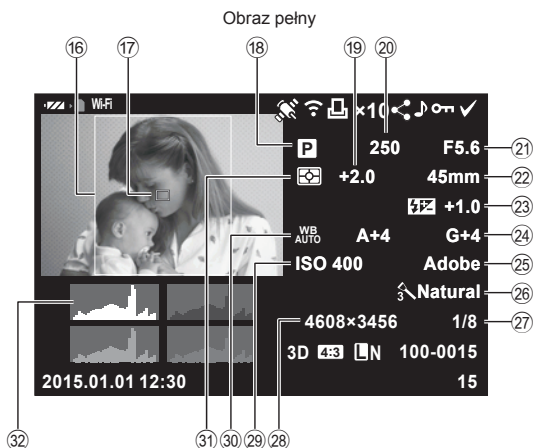 Obraz pełny
⑯ ⑰ ⑱ ⑲ ⑳
Wi-Fi ×10
P 250 F5.6 ㉑
+2.0 45mm ㉒
+1.0 ㉓
WB AUTO A+4 G+4 ㉔
ISO 400 Adobe ㉕
3 Natural ㉖
4608×3456 1/8 ㉗
3D 4:3 LN 100-0015
2015.01.01 12:30 15
㉜ ㉛ ㉚ ㉙ ㉘